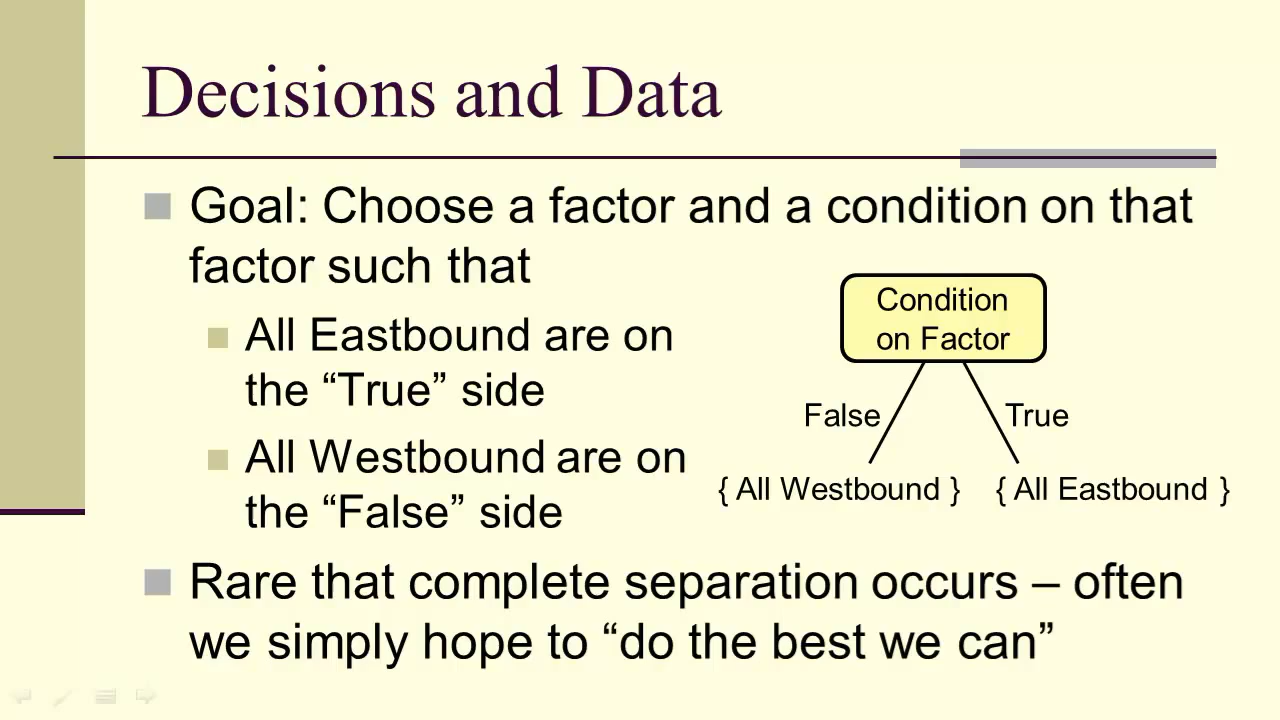 Decisions and Data
Goal: Choose a factor and a condition on that
factor such that
All Eastbound are on
the “True” side
All Westbound are on
the “False” side
Condition
on Factor
False
True
{ All Westbound }
{ All Eastbound }
Rare that complete separation occurs – often
we simply hope to “do the best we can”